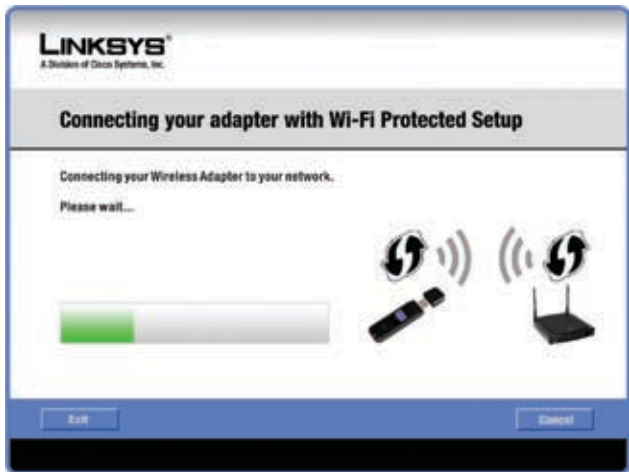 LINKSYS®
A Division of Cisco Systems, Inc.
Connecting your adapter with Wi-Fi Protected Setup
Connecting your Wireless Adapter to your network.
Please wait...
Exit
Cancel